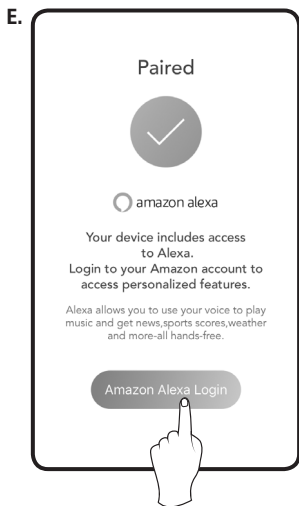 E.
Paired
amazon alexa
Your device includes access
to Alexa.
Login to your Amazon account to
access personalized features.
Alexa allows you to use your voice to play
music and get news,sports scores,weather
and more-all hands-free.
Amazon Alexa Login